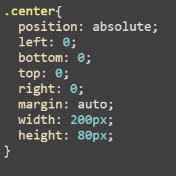 .center{
  position: absolute;
  left: 0;
  bottom: 0;
  top: 0;
  right: 0;
  margin: auto;
  width: 200px;
  height: 80px;
}